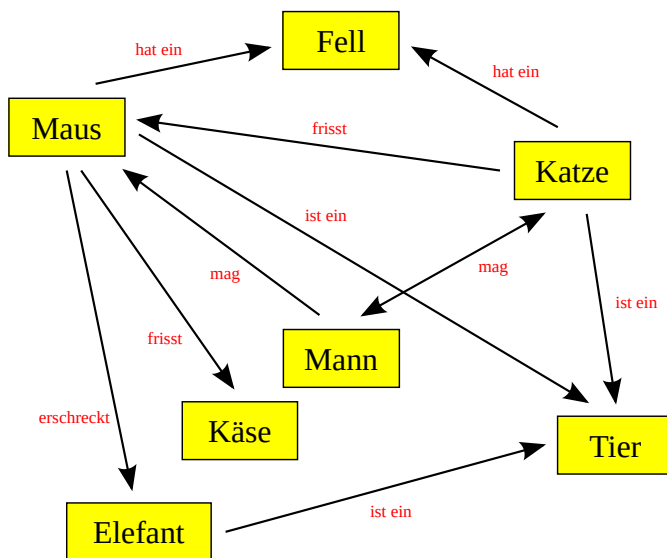 Fell
hat ein
hat ein
Maus
frisst
Katze
ist ein
mag
mag
ist ein
frisst
Mann
erschreckt
Käse
Tier
Elefant
ist ein